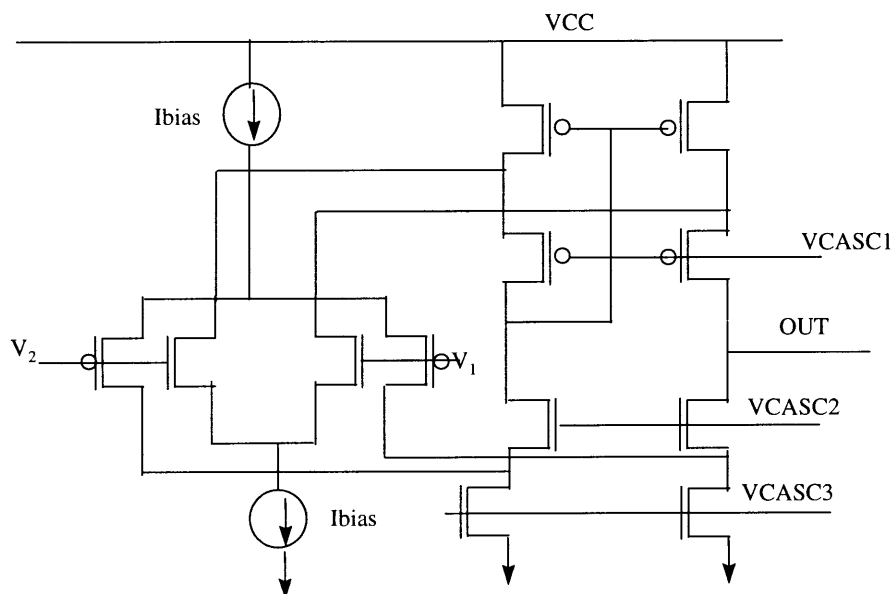 VCC
Ibias
VCASC1
V2
V1
OUT
VCASC2
VCASC3
Ibias